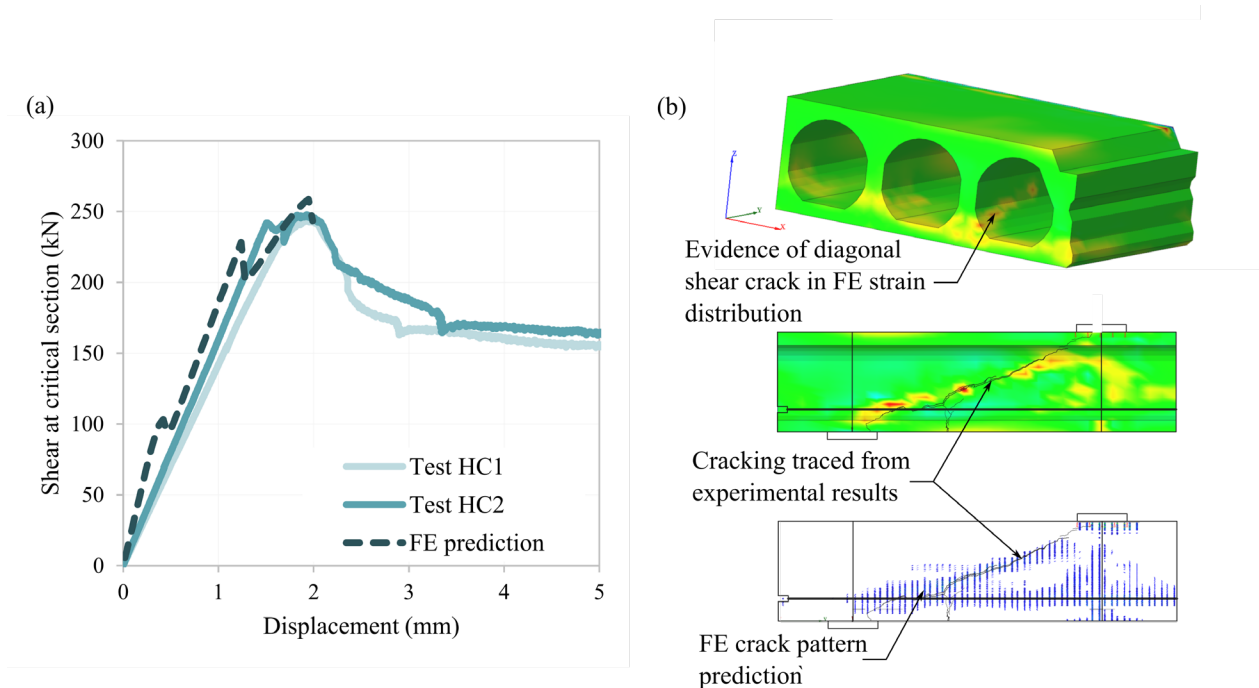 (a)
300
250
200
150
100
50
0
Shear at critical section (kN)
Test HC1
Test HC2
FE prediction
0 1 2 3 4 5
Displacement (mm)
(b)
Z
Y
X
Evidence of diagonal
shear crack in FE strain
distribution
Cracking traced from
experimental results
FE crack pattern
prediction`